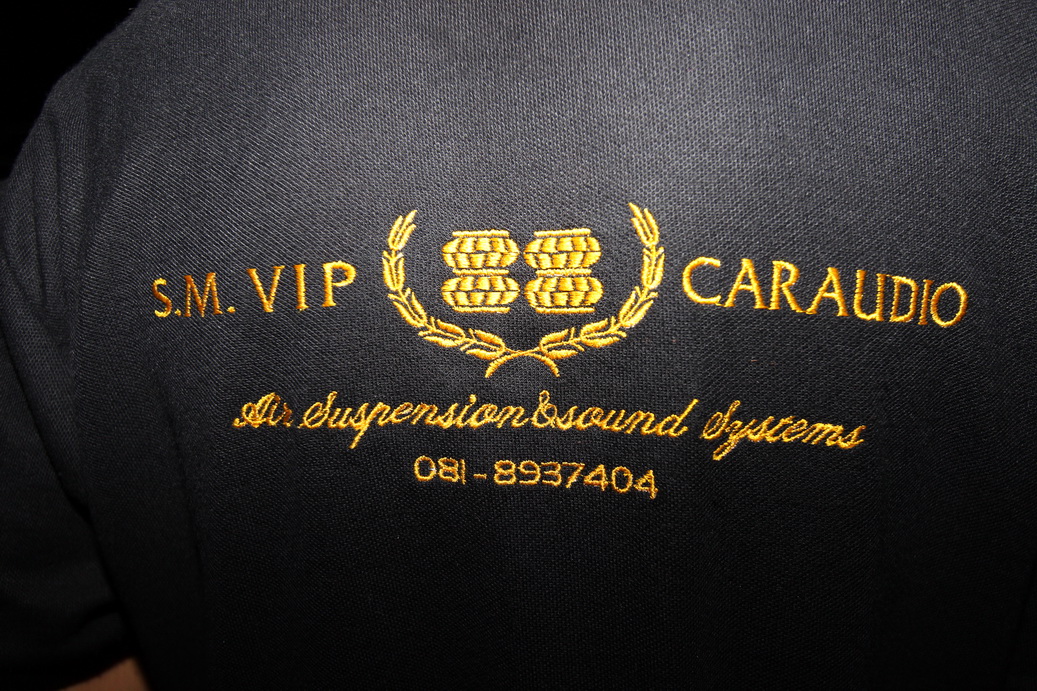 S.M. VIP CARAUDIO
Air Suspension & sound Systems
081-8937404